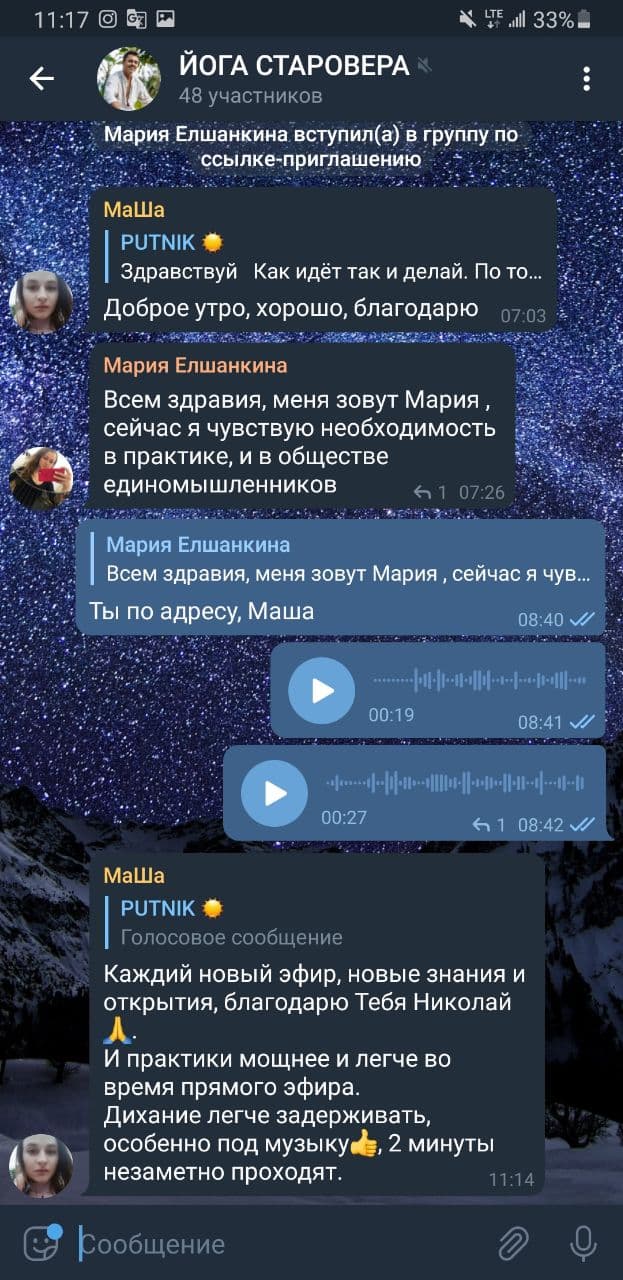 11:17 LTE 33%
ЙОГА СТАРОВЕРА
48 участников
Мария Елшанкина вступил(а) в группу по
ссылке-приглашению
МаШа
PUTNIK
Здравствуй Как идёт так и делай. По то...
Доброе утро, хорошо, благодарю 07:03
Мария Елшанкина
Всем здравия, меня зовут Мария ,
сейчас я чувствую необходимость
в практике, и в обществе
единомышленников 1 07:26
Мария Елшанкина
Всем здравия, меня зовут Мария , сейчас я чув...
Ты по адресу, Маша 08:40
00:19 08:41
00:27 1 08:42
МаШа
PUTNIK
Голосовое сообщение
Каждий новый эфир, новые знания и
открытия, благодарю Тебя Николай
🙏.
И практики мощнее и легче во
время прямого эфира.
Дихание легче задерживать,
особенно под музыку👍, 2 минуты
незаметно проходят. 11:14
Сообщение